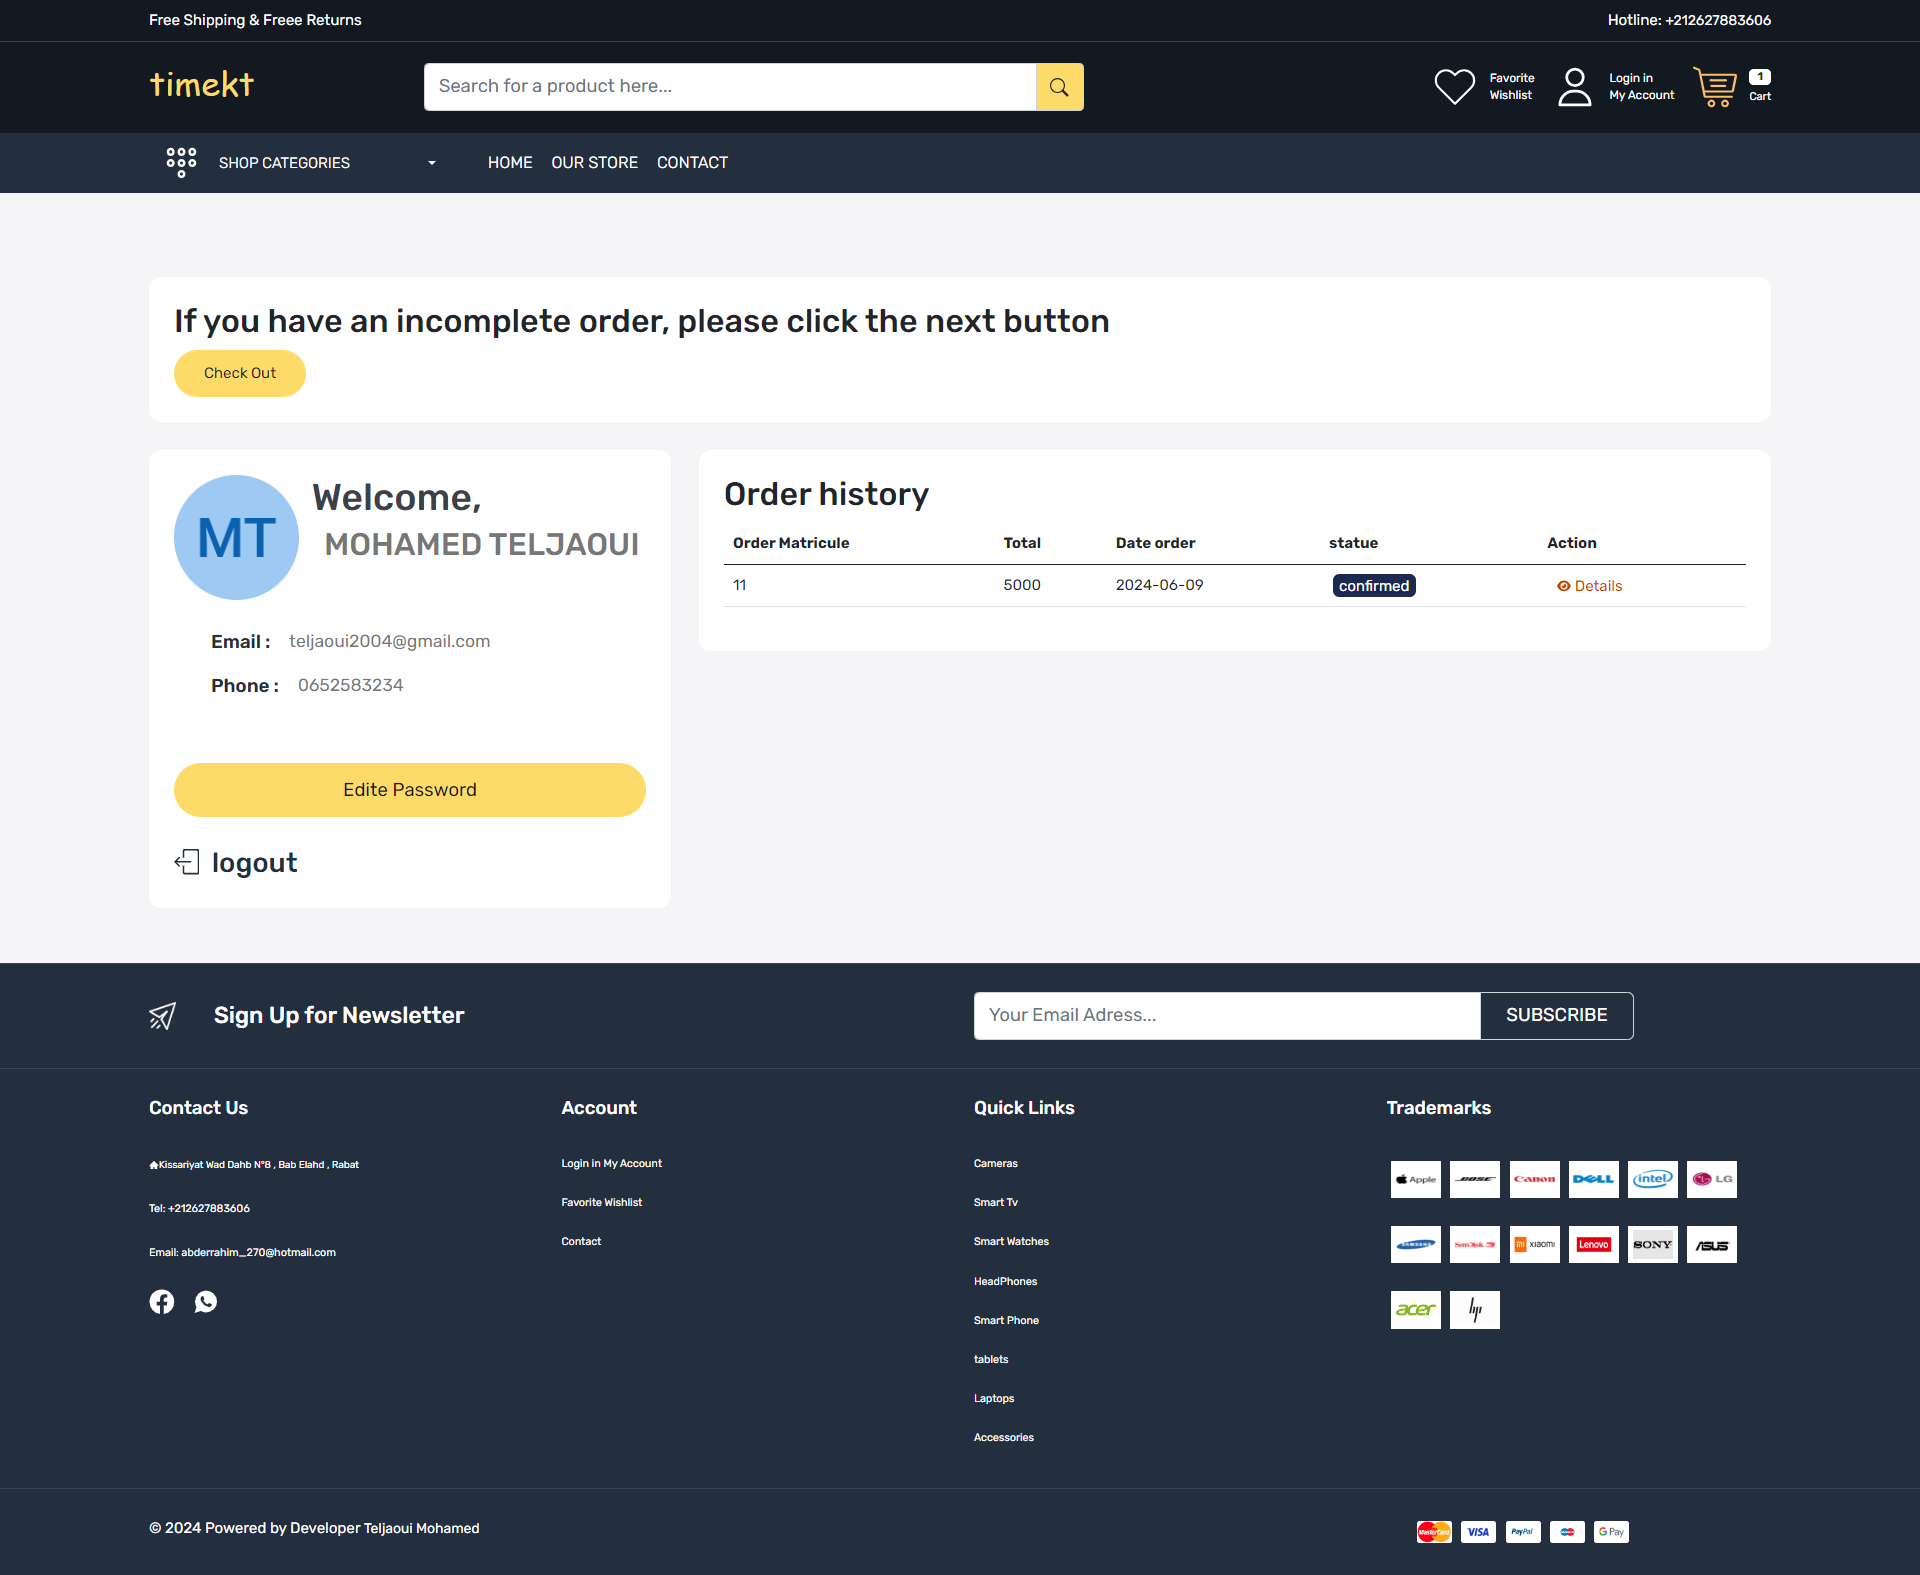 Free Shipping & Freee Returns
Hotline: +212627883606
timekt
Search for a product here...
Favorite
Wishlist
Login in
My Account
1
Cart
SHOP CATEGORIES
HOME
OUR STORE
CONTACT
If you have an incomplete order, please click the next button
Check Out
MT
Welcome,
MOHAMED TELJAOUI
Email : teljaoui2004@gmail.com
Phone : 0652583234
Edite Password
logout
Order history
Order Matricule Total Date order statue Action
11 5000 2024-06-09 confirmed Details
Sign Up for Newsletter
Your Email Adress...
SUBSCRIBE
Contact Us
Kissariyat Wad Dahb N°8 , Bab Elahd , Rabat
Tel: +212627883606
Email: abderrahim_270@hotmail.com
Account
Login in My Account
Favorite Wishlist
Contact
Quick Links
Cameras
Smart Tv
Smart Watches
HeadPhones
Smart Phone
tablets
Laptops
Accessories
Trademarks
Apple BOSE Canon DELL intel LG
SAMSUNG SanDisk mi xiaomi Lenovo SONY ASUS
acer hp
© 2024 Powered by Developer Teljaoui Mohamed
MasterCard VISA PayPal G Pay